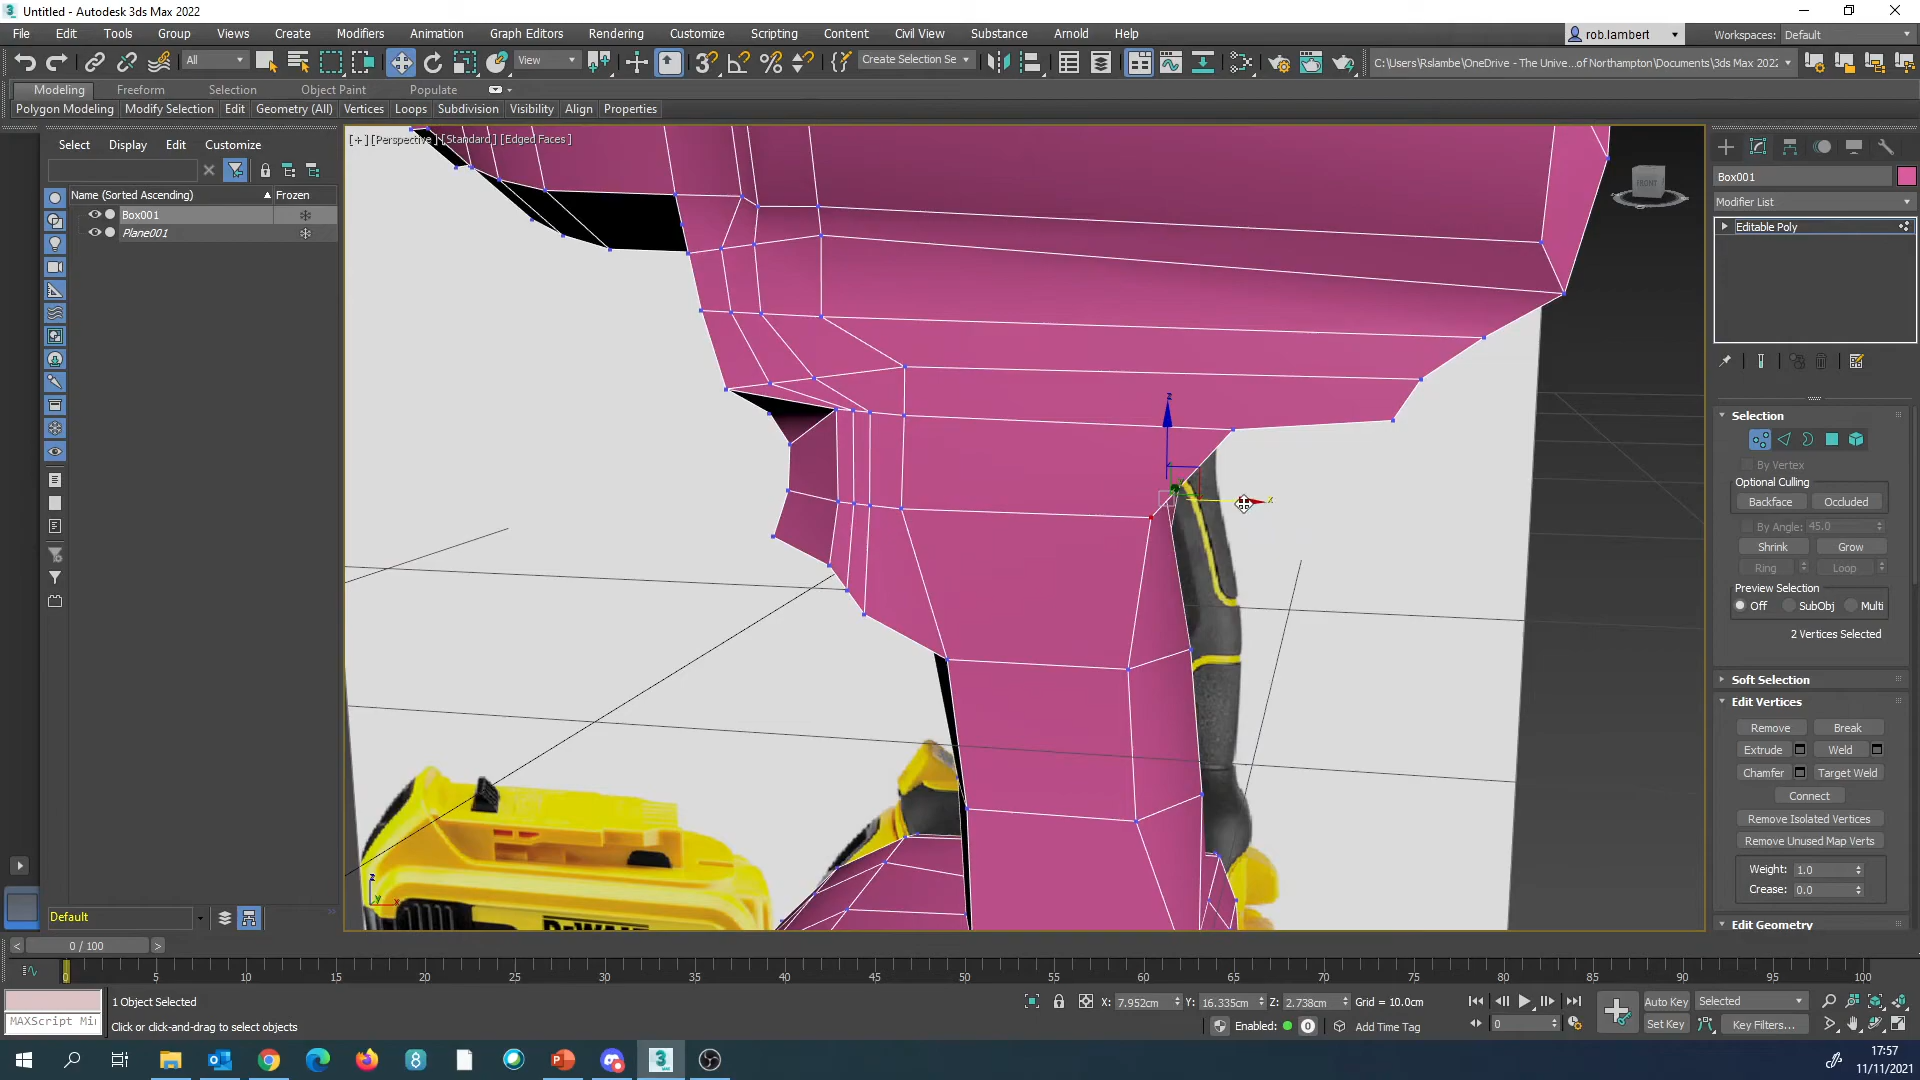 Untitled - Autodesk 3ds Max 2022
File Edit Tools Group Views Create Modifiers Animation Graph Editors Rendering Customize Scripting Content Civil View Substance Arnold Help
rob.lambert
Workspaces: Default
All
View
Create Selection Se
C:\Users\Rslambe\OneDrive - The Unive...of Northampton\Documents\3ds Max 2022
Modeling Freeform Selection Object Paint Populate
Polygon Modeling Modify Selection Edit Geometry (All) Vertices Loops Subdivision Visibility Align Properties
Select Display Edit Customize
[+] [Perspective] [Standard] [Edged Faces]
Name (Sorted Ascending) Frozen
Box001
Plane001
FRONT
Box001
Modifier List
Editable Poly
Selection
By Vertex
Optional Culling
Backface Occluded
By Angle: 45.0
Shrink Grow
Ring Loop
Preview Selection
Off SubObj Multi
2 Vertices Selected
Soft Selection
Edit Vertices
Remove Break
Extrude Weld
Chamfer Target Weld
Connect
Remove Isolated Vertices
Remove Unused Map Verts
Weight: 1.0
Crease: 0.0
Edit Geometry
z
x
z
y
x
Default
0 / 100
0 5 10 15 20 25 30 35 40 45 50 55 60 65 70 75 80 85 90 95 100
1 Object Selected
X: 7.952cm Y: 16.335cm Z: 2.738cm Grid = 10.0cm
Auto Key Selected
MAXScript Mi
Click or click-and-drag to select objects
Enabled: 0 Add Time Tag
0
Set Key Key Filters...
17:57
11/11/2021